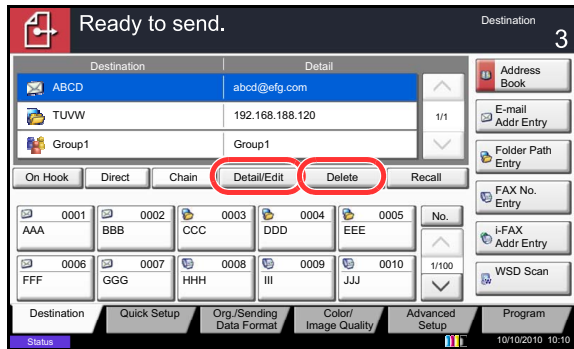 Ready to send.
Destination
3
Destination Detail
ABCD abcd@efg.com
TUVW 192.168.188.120
Group1 Group1
1/1
Address
Book
E-mail
Addr Entry
Folder Path
Entry
FAX No.
Entry
i-FAX
Addr Entry
WSD Scan
On Hook Direct Chain Detail/Edit Delete Recall
0001 0002 0003 0004 0005 No.
AAA BBB CCC DDD EEE
0006 0007 0008 0009 0010 1/100
FFF GGG HHH III JJJ
Destination Quick Setup Org./Sending
Data Format Color/
Image Quality Advanced
Setup Program
Status 10/10/2010 10:10